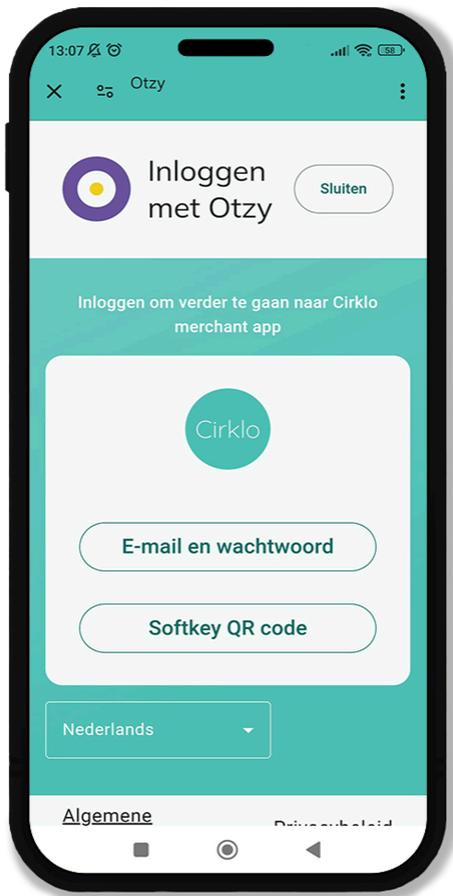 13:07
58
Otzy
Inloggen
met Otzy
Sluiten
Inloggen om verder te gaan naar Cirklo
merchant app
Cirklo
E-mail en wachtwoord
Softkey QR code
Nederlands
Algemene
Privacybeleid